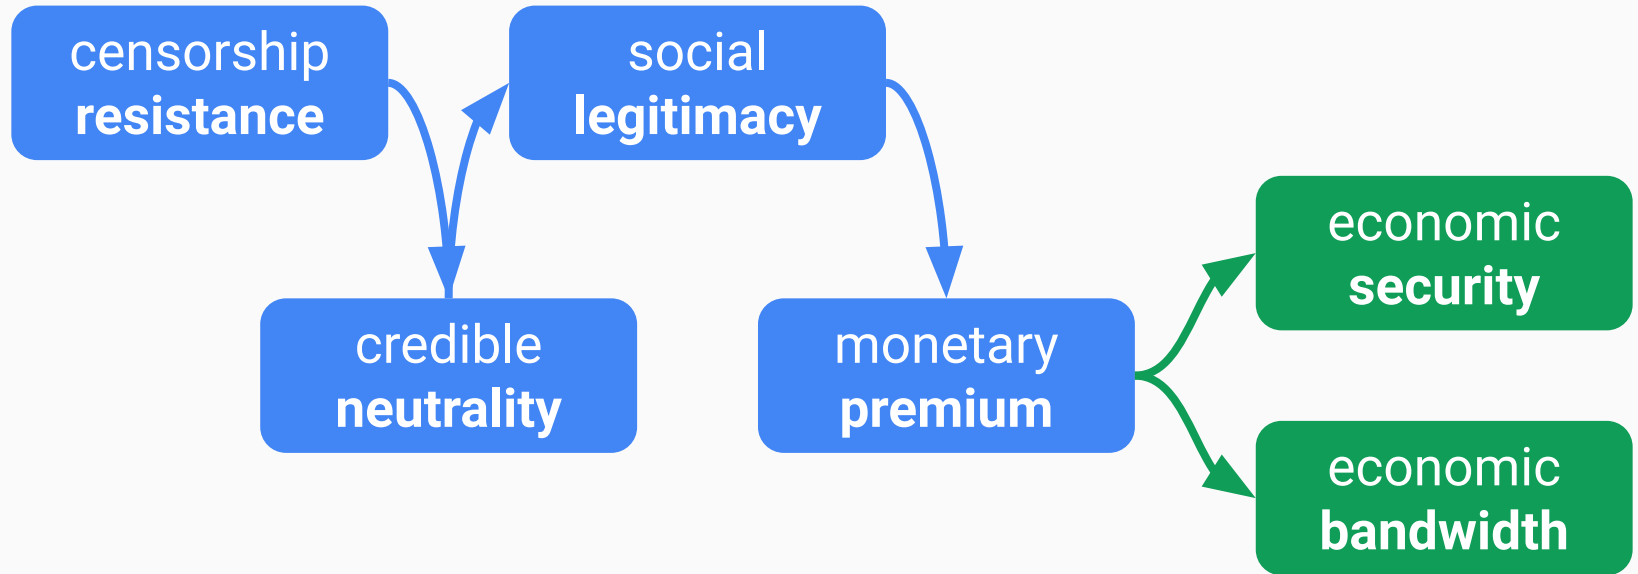 censorship
resistance
social
legitimacy
credible
neutrality
monetary
premium
economic
security
economic
bandwidth